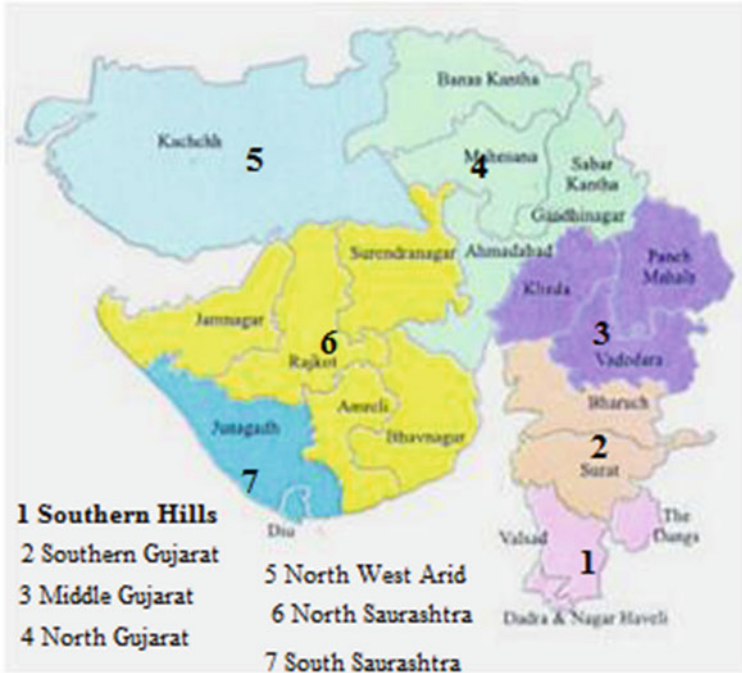 Banas Kantha
Kachchh
5
Mahesana
4
Sabar
Kantha
Gandhinagar
Surendranagar
Ahmadabad
Panch
Mahals
Kheda
Jamnagar
6
Rajkot
3
Vadodara
Amreli
Bharuch
Junagadh
Bhavnagar
2
Surat
7
1 Southern Hills
Diu
Valsad
The
Dangs
2 Southern Gujarat
1
5 North West Arid
3 Middle Gujarat
6 North Saurashtra
Dadra & Nagar Haveli
4 North Gujarat
7 South Saurashtra